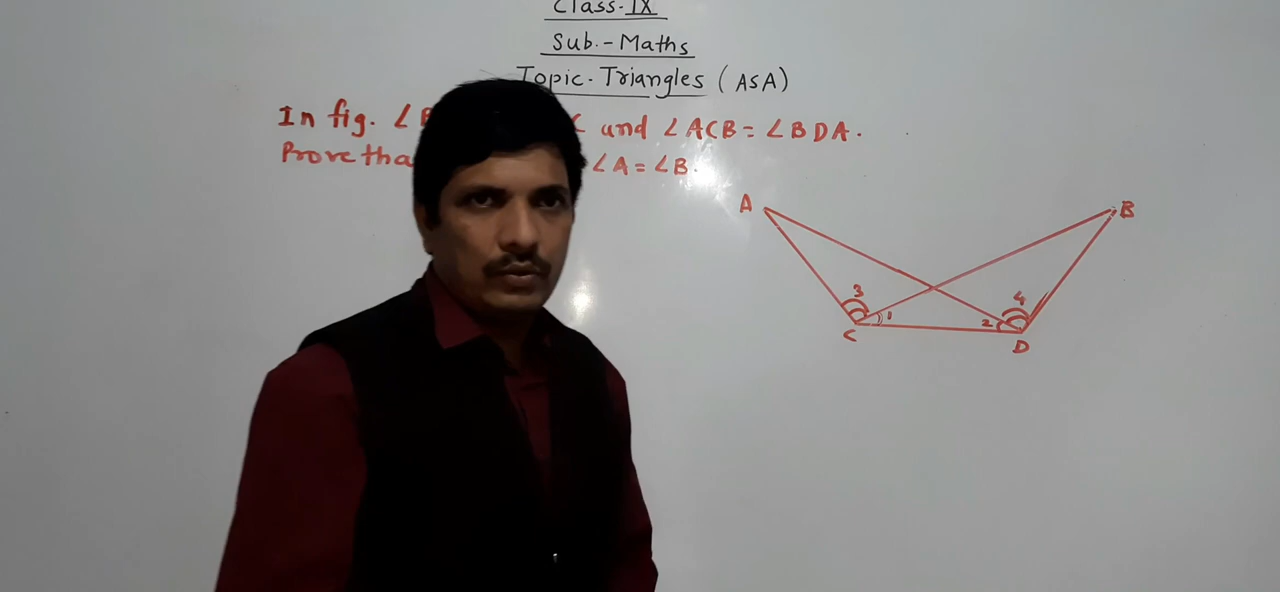 Class-IX
Sub.-Maths
Topic-Triangles (ASA)
In fig. ∠B and ∠ACB = ∠BDA.
Prove tha ∠A = ∠B.
A
B
3
4
1
2
C
D